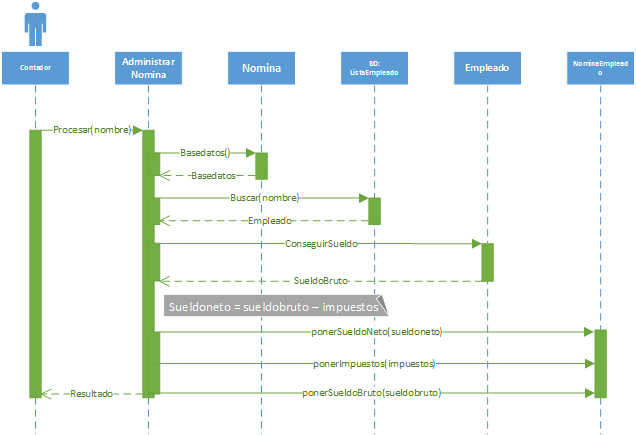 Contador
Administrar
Nomina
Nomina
BD:
ListaEmpleado
Empleado
NominaEmplead
o
Procesar(nombre)
Basedatos()
Basedatos
Buscar(nombre)
Empleado
ConseguirSueldo
SueldoBruto
Sueldoneto = sueldobruto – impuestos
ponerSueldoNeto(sueldoneto)
ponerImpuestos(impuestos)
ponerSueldoBruto(sueldobruto)
Resultado